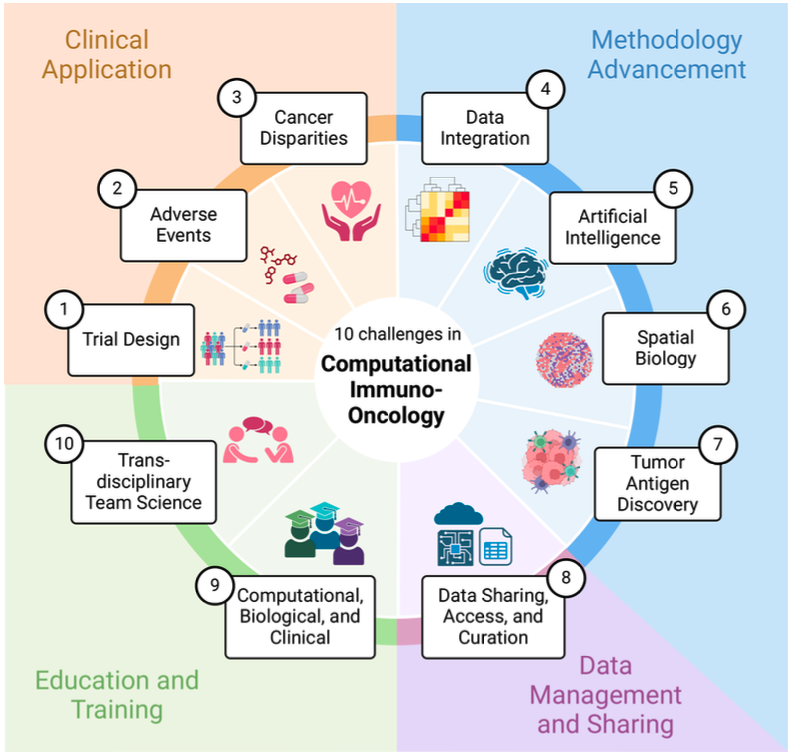 Clinical
Application
Methodology
Advancement
3
Cancer
Disparities
4
Data
Integration
2
Adverse
Events
5
Artificial
Intelligence
1
Trial Design
6
Spatial
Biology
10 challenges in
Computational
Immuno-
Oncology
10
Trans-
disciplinary
Team Science
7
Tumor
Antigen
Discovery
9
Computational,
Biological, and
Clinical
8
Data Sharing,
Access, and
Curation
Education and
Training
Data
Management
and Sharing